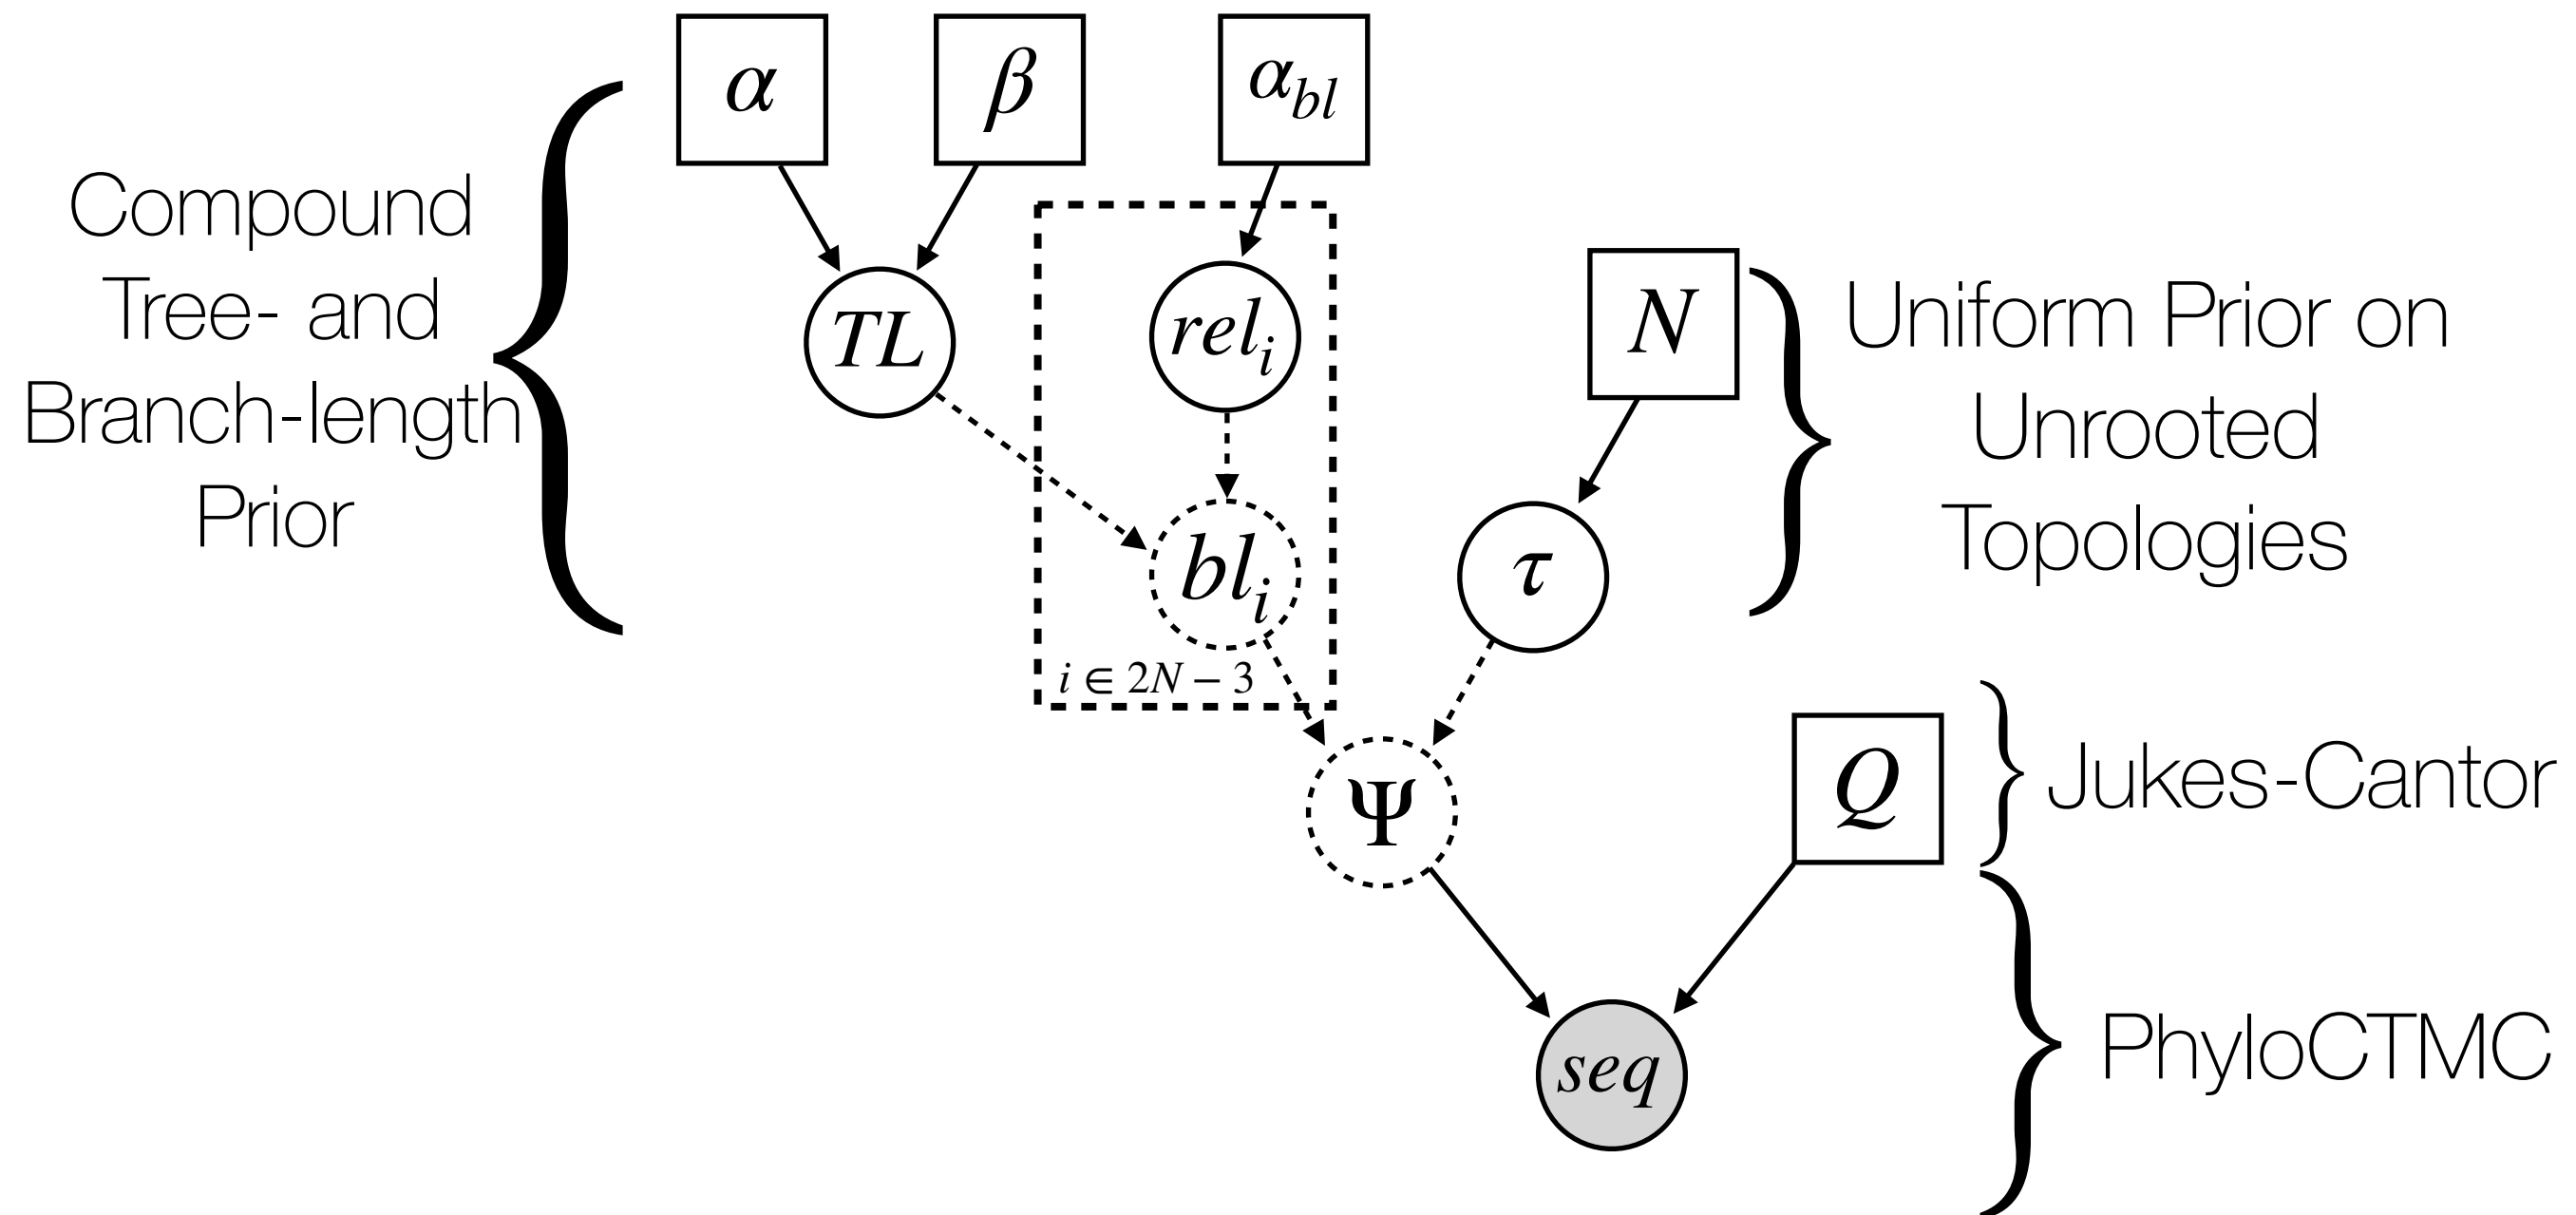 α
β
α_bl
Compound
Tree- and
Branch-length
Prior
TL
rel_i
N
Uniform Prior on
Unrooted
Topologies
bl_i
τ
i ∈ 2N − 3
Ψ
Q
Jukes-Cantor
seq
PhyloCTMC